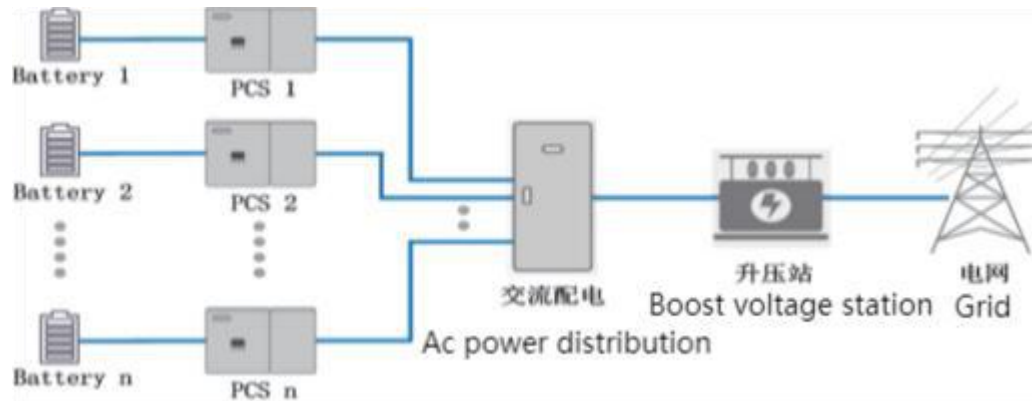 Battery 1
PCS 1
Battery 2
PCS 2
交流配电
Ac power distribution
升压站
Boost voltage station
电网
Grid
Battery n
PCS n